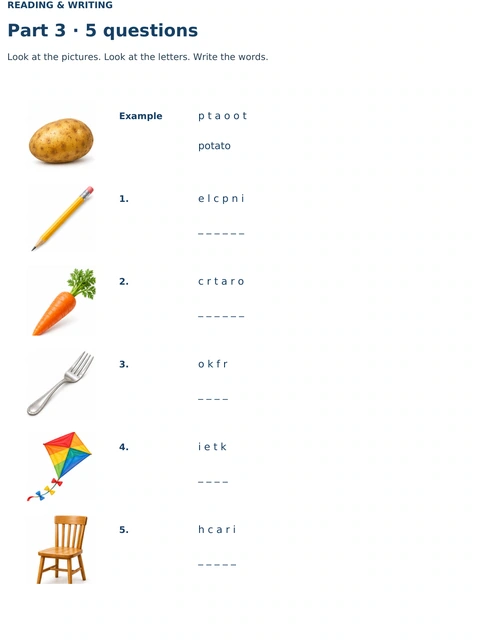 READING & WRITING
Part 3 · 5 questions
Look at the pictures. Look at the letters. Write the words.
Example p t a o o t
potato
1. e l c p n i
_ _ _ _ _ _
2. c r t a r o
_ _ _ _ _ _
3. o k f r
_ _ _ _
4. i e t k
_ _ _ _
5. h c a r i
_ _ _ _ _